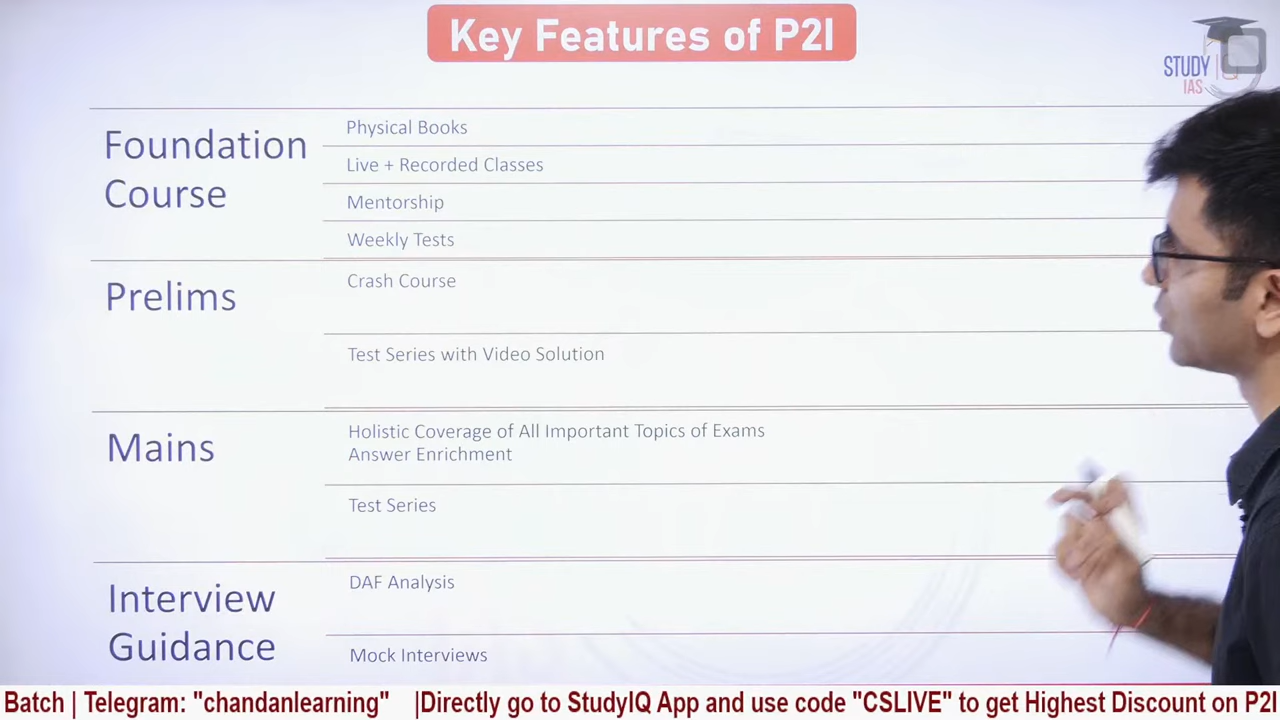 Key Features of P2I
STUDY IQ
IAS
Foundation
Course
Physical Books
Live + Recorded Classes
Mentorship
Weekly Tests
Prelims
Crash Course
Test Series with Video Solution
Mains
Holistic Coverage of All Important Topics of Exams
Answer Enrichment
Test Series
Interview
Guidance
DAF Analysis
Mock Interviews
Batch | Telegram: "chandanlearning" |Directly go to StudyIQ App and use code "CSLIVE" to get Highest Discount on P2I